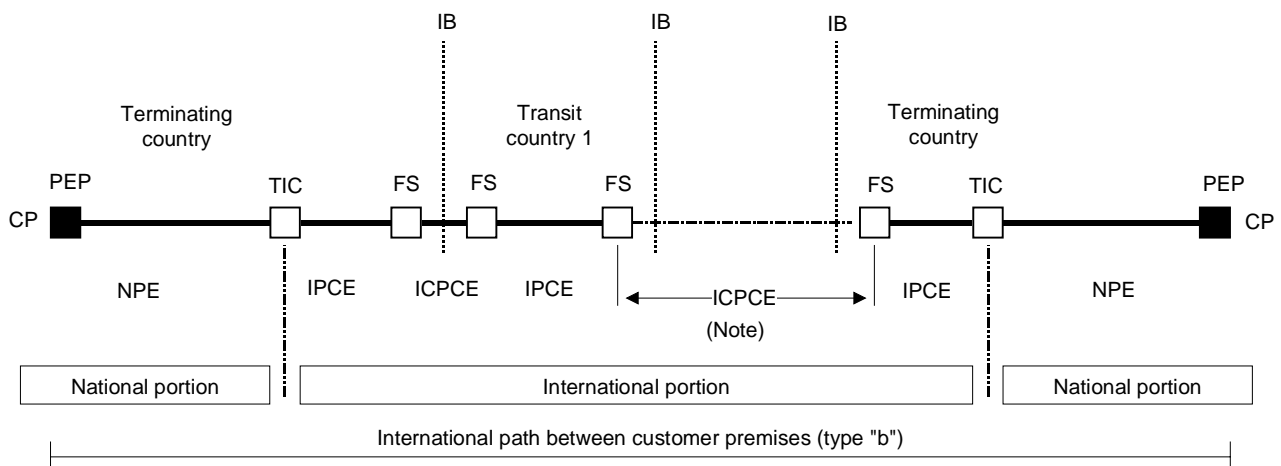 IB
IB
IB
Terminating
country
Transit
country 1
Terminating
country
PEP
TIC
FS
FS
FS
FS
TIC
PEP
CP
CP
NPE
IPCE
ICPCE
IPCE
ICPCE
(Note)
IPCE
NPE
National portion
International portion
National portion
International path between customer premises (type "b")